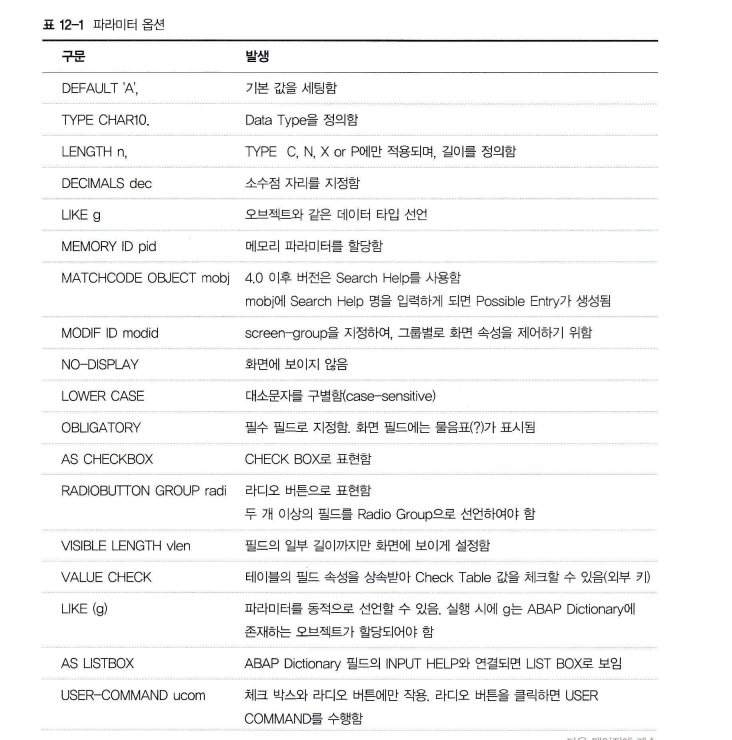 표 12-1 파라미터 옵션
구문 발생
DEFAULT 'A', 기본 값을 세팅함
TYPE CHAR10. Data Type을 정의함
LENGTH n, TYPE C, N, X or P에만 적용되며, 길이를 정의함
DECIMALS dec 소수점 자리를 지정함
LIKE g 오브젝트와 같은 데이터 타입 선언
MEMORY ID pid 메모리 파라미터를 할당함
MATCHCODE OBJECT mobj 4.0 이후 버전은 Search Help를 사용함
mobj에 Search Help 명을 입력하게 되면 Possible Entry가 생성됨
MODIF ID modid screen-group을 지정하여, 그룹별로 화면 속성을 제어하기 위함
NO-DISPLAY 화면에 보이지 않음
LOWER CASE 대소문자를 구별함(case-sensitive)
OBLIGATORY 필수 필드로 지정함. 화면 필드에는 물음표(?)가 표시됨
AS CHECKBOX CHECK BOX로 표현함
RADIOBUTTON GROUP radi 라디오 버튼으로 표현함
두 개 이상의 필드를 Radio Group으로 선언하여야 함
VISIBLE LENGTH vlen 필드의 일부 길이까지만 화면에 보이게 설정함
VALUE CHECK 테이블의 필드 속성을 상속받아 Check Table 값을 체크할 수 있음(외부 키)
LIKE (g) 파라미터를 동적으로 선언할 수 있음. 실행 시에 g는 ABAP Dictionary에
존재하는 오브젝트가 할당되어야 함
AS LISTBOX ABAP Dictionary 필드의 INPUT HELP와 연결되면 LIST BOX로 보임
USER-COMMAND ucom 체크 박스와 라디오 버튼에만 작용. 라디오 버튼을 클릭하면 USER
COMMAND를 수행함